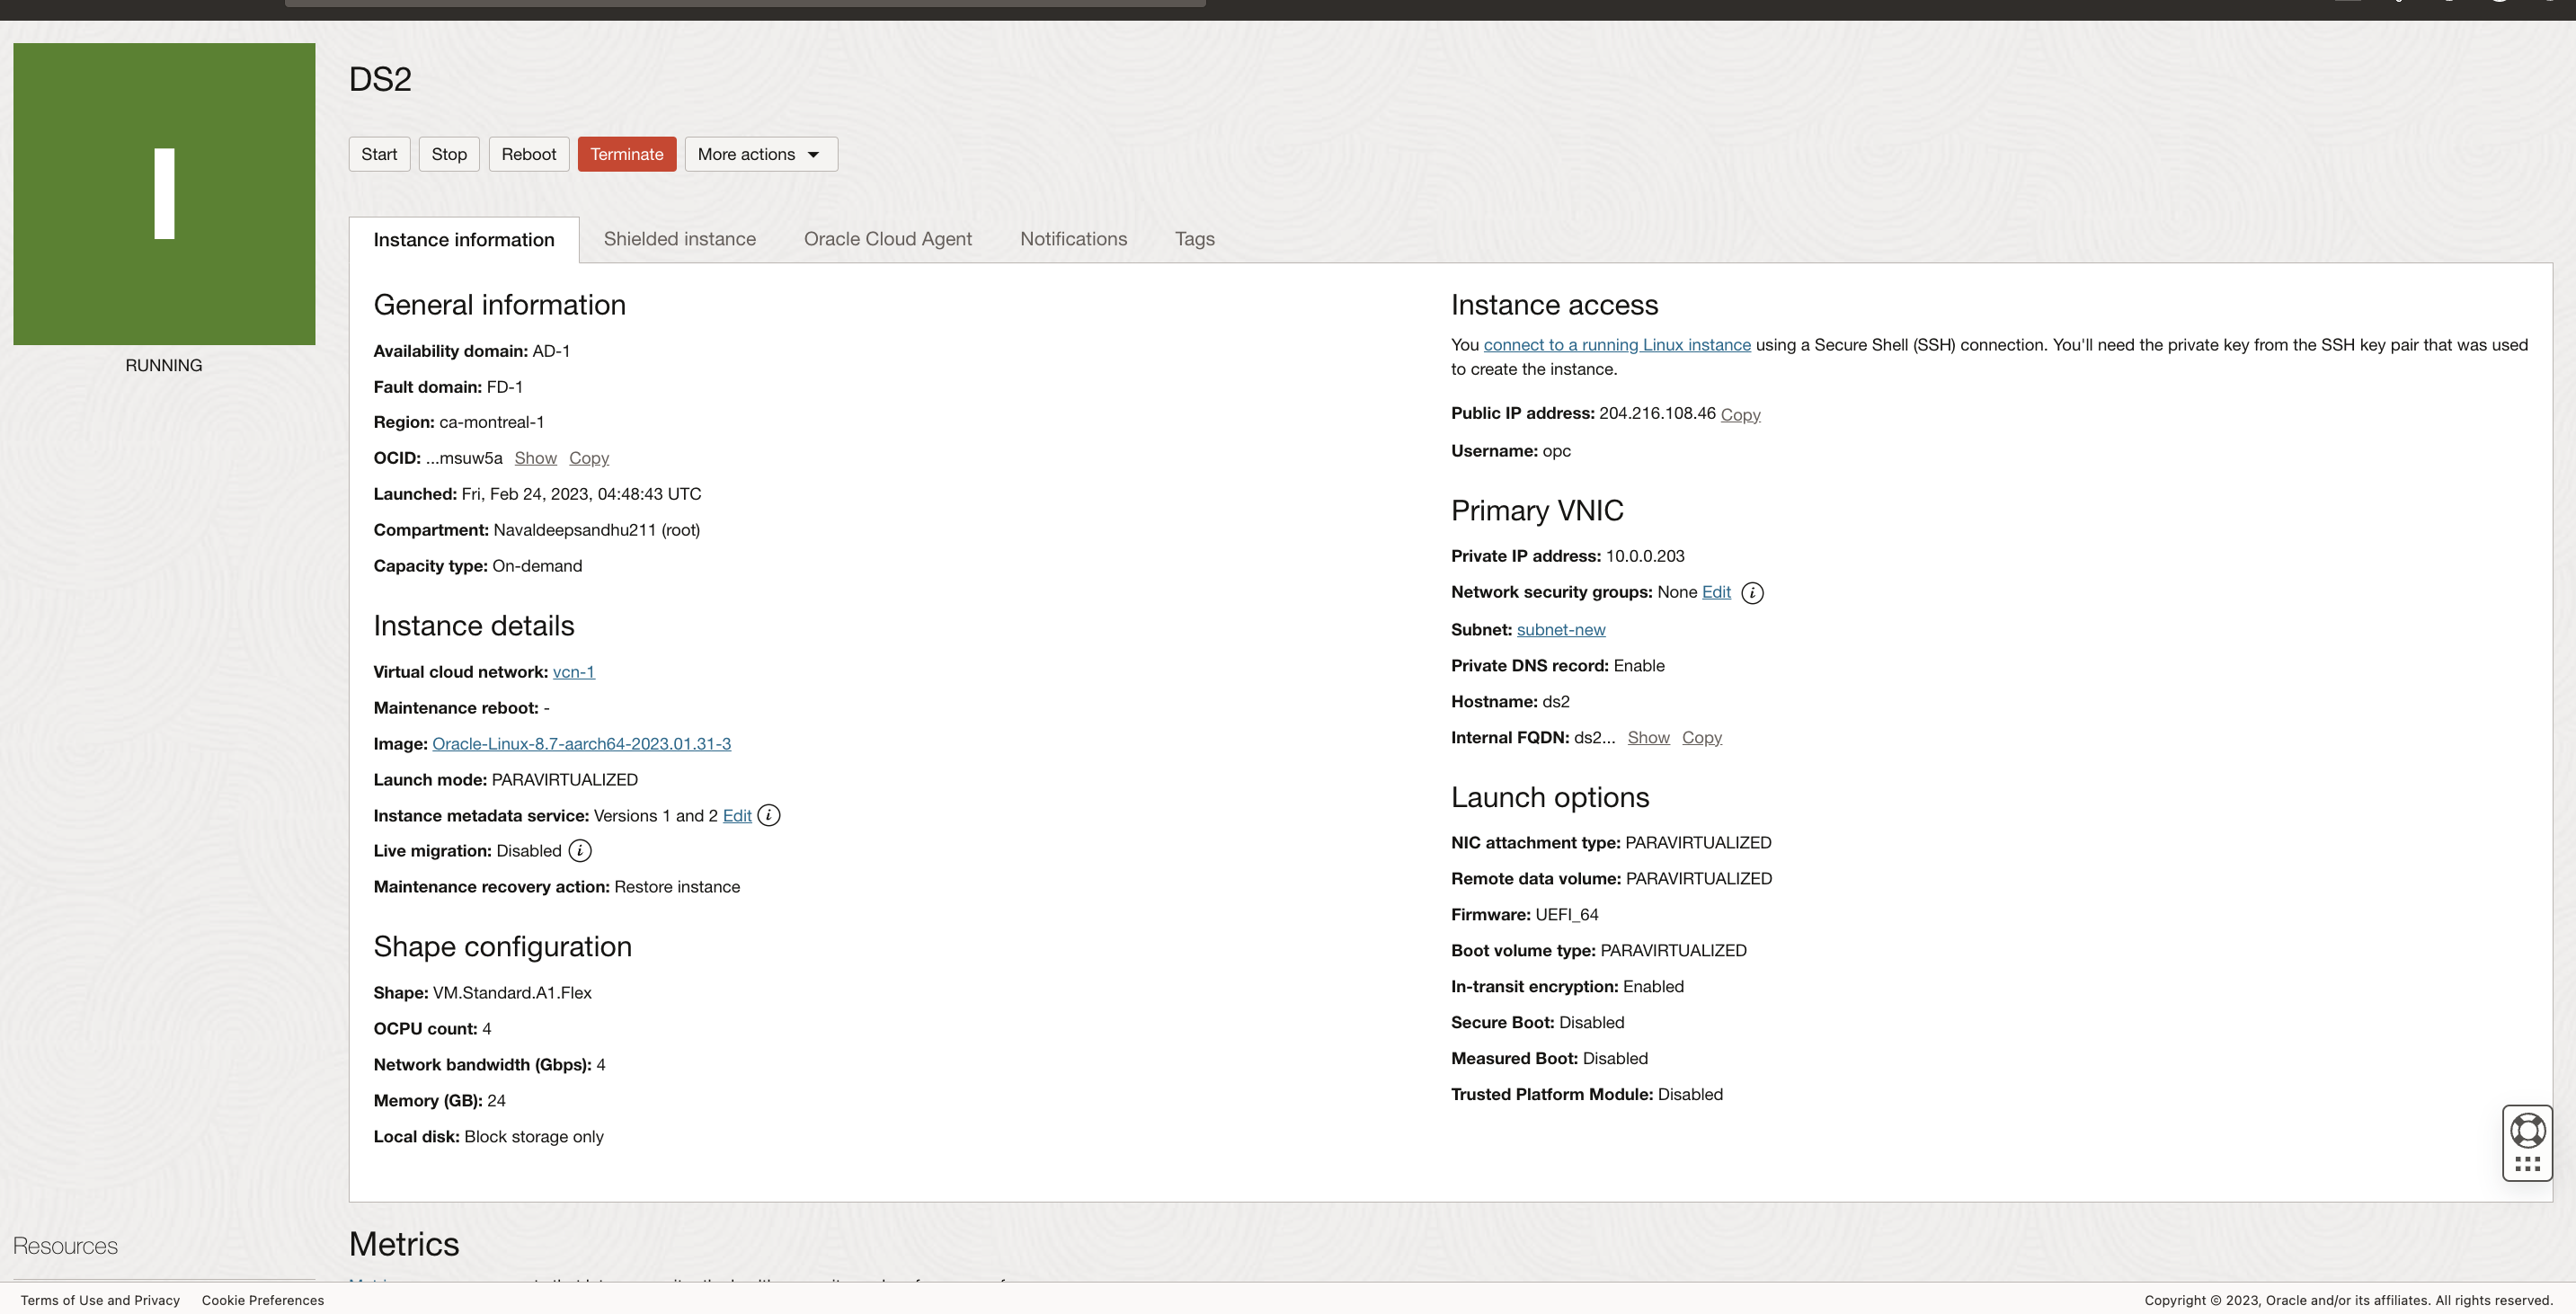 DS2
Start Stop Reboot Terminate More actions
Instance information Shielded instance Oracle Cloud Agent Notifications Tags
RUNNING
General information
Availability domain: AD-1
Fault domain: FD-1
Region: ca-montreal-1
OCID: ...msuw5a Show Copy
Launched: Fri, Feb 24, 2023, 04:48:43 UTC
Compartment: Navaldeepsandhu211 (root)
Capacity type: On-demand
Instance details
Virtual cloud network: vcn-1
Maintenance reboot: -
Image: Oracle-Linux-8.7-aarch64-2023.01.31-3
Launch mode: PARAVIRTUALIZED
Instance metadata service: Versions 1 and 2 Edit i
Live migration: Disabled i
Maintenance recovery action: Restore instance
Shape configuration
Shape: VM.Standard.A1.Flex
OCPU count: 4
Network bandwidth (Gbps): 4
Memory (GB): 24
Local disk: Block storage only
Instance access
You connect to a running Linux instance using a Secure Shell (SSH) connection. You'll need the private key from the SSH key pair that was used
to create the instance.
Public IP address: 204.216.108.46 Copy
Username: opc
Primary VNIC
Private IP address: 10.0.0.203
Network security groups: None Edit i
Subnet: subnet-new
Private DNS record: Enable
Hostname: ds2
Internal FQDN: ds2... Show Copy
Launch options
NIC attachment type: PARAVIRTUALIZED
Remote data volume: PARAVIRTUALIZED
Firmware: UEFI_64
Boot volume type: PARAVIRTUALIZED
In-transit encryption: Enabled
Secure Boot: Disabled
Measured Boot: Disabled
Trusted Platform Module: Disabled
Resources
Metrics
Terms of Use and Privacy Cookie Preferences
Copyright © 2023, Oracle and/or its affiliates. All rights reserved.